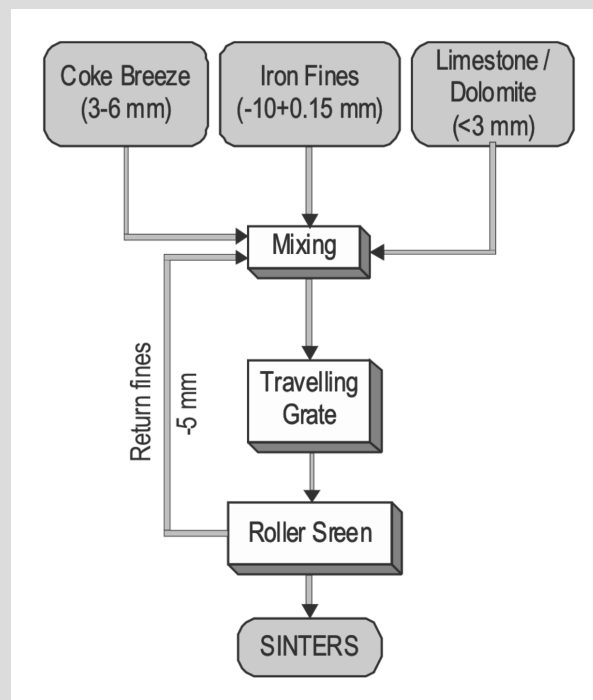 Coke Breeze
(3-6 mm)
Iron Fines
(-10+0.15 mm)
Limestone /
Dolomite
(<3 mm)
Mixing
Return fines
-5 mm
Travelling
Grate
Roller Sreen
SINTERS